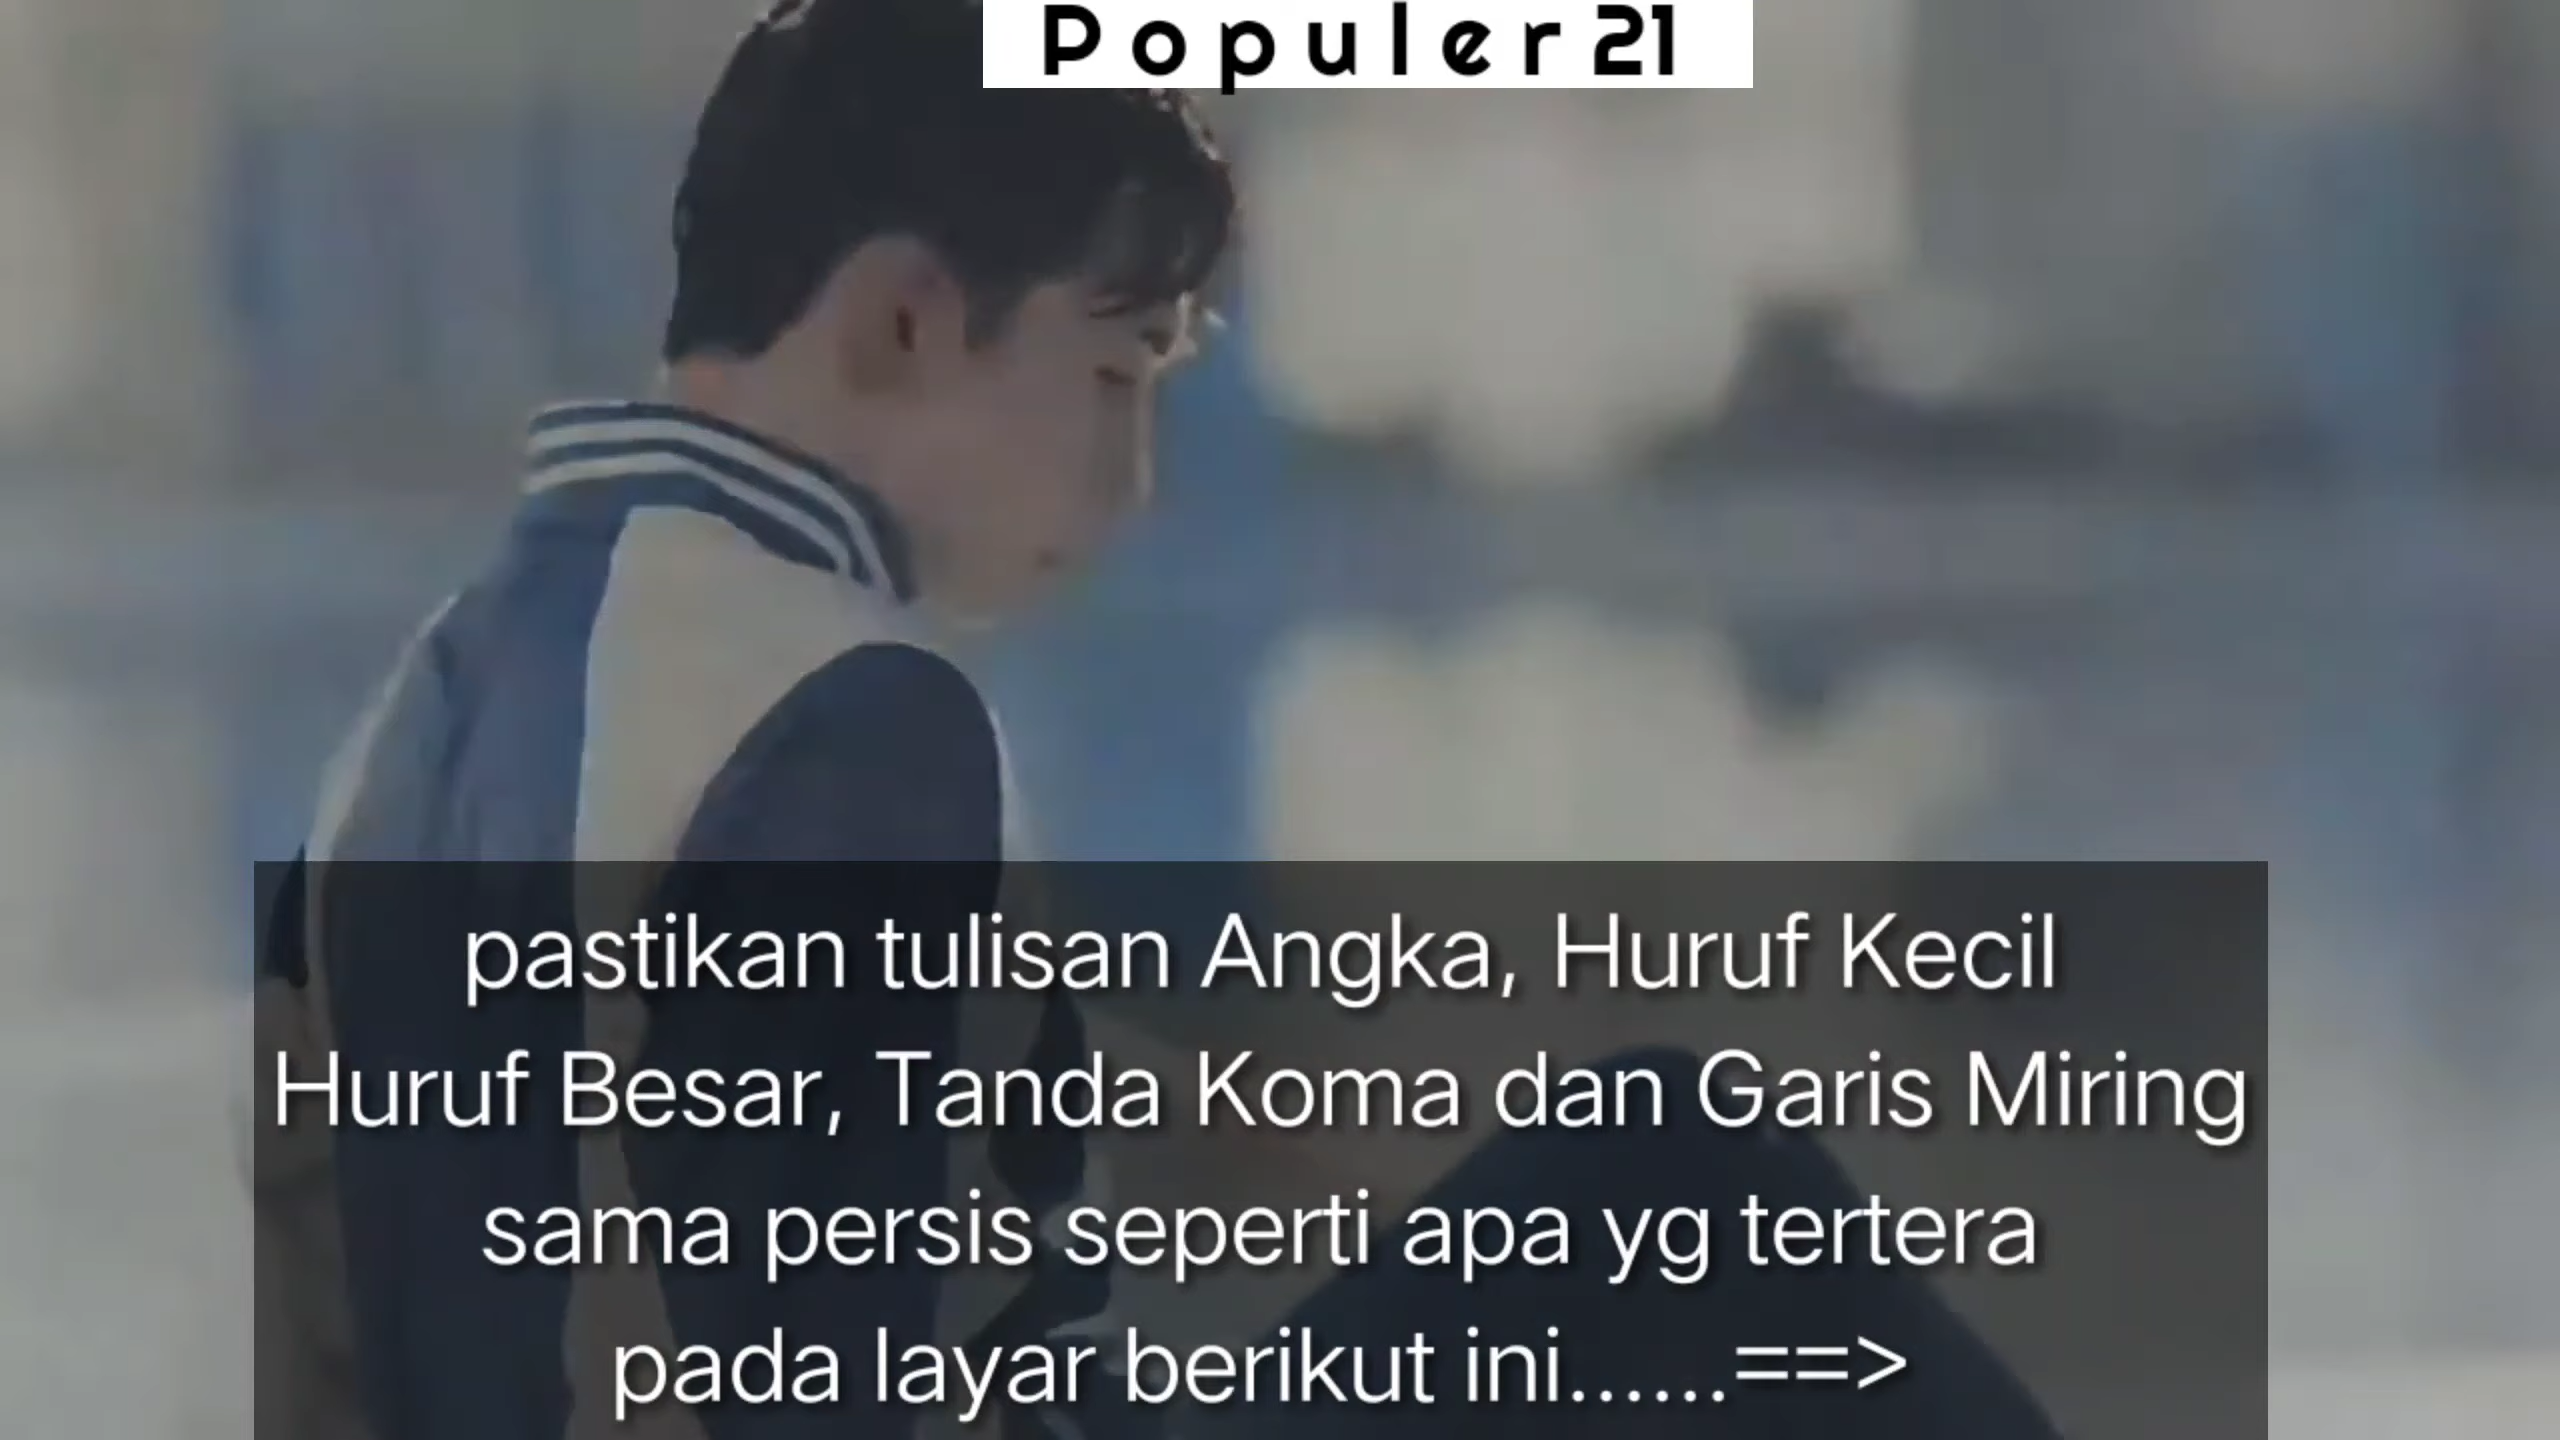 Populer21
pastikan tulisan Angka, Huruf Kecil
Huruf Besar, Tanda Koma dan Garis Miring
sama persis seperti apa yg tertera
pada layar berikut ini......==>